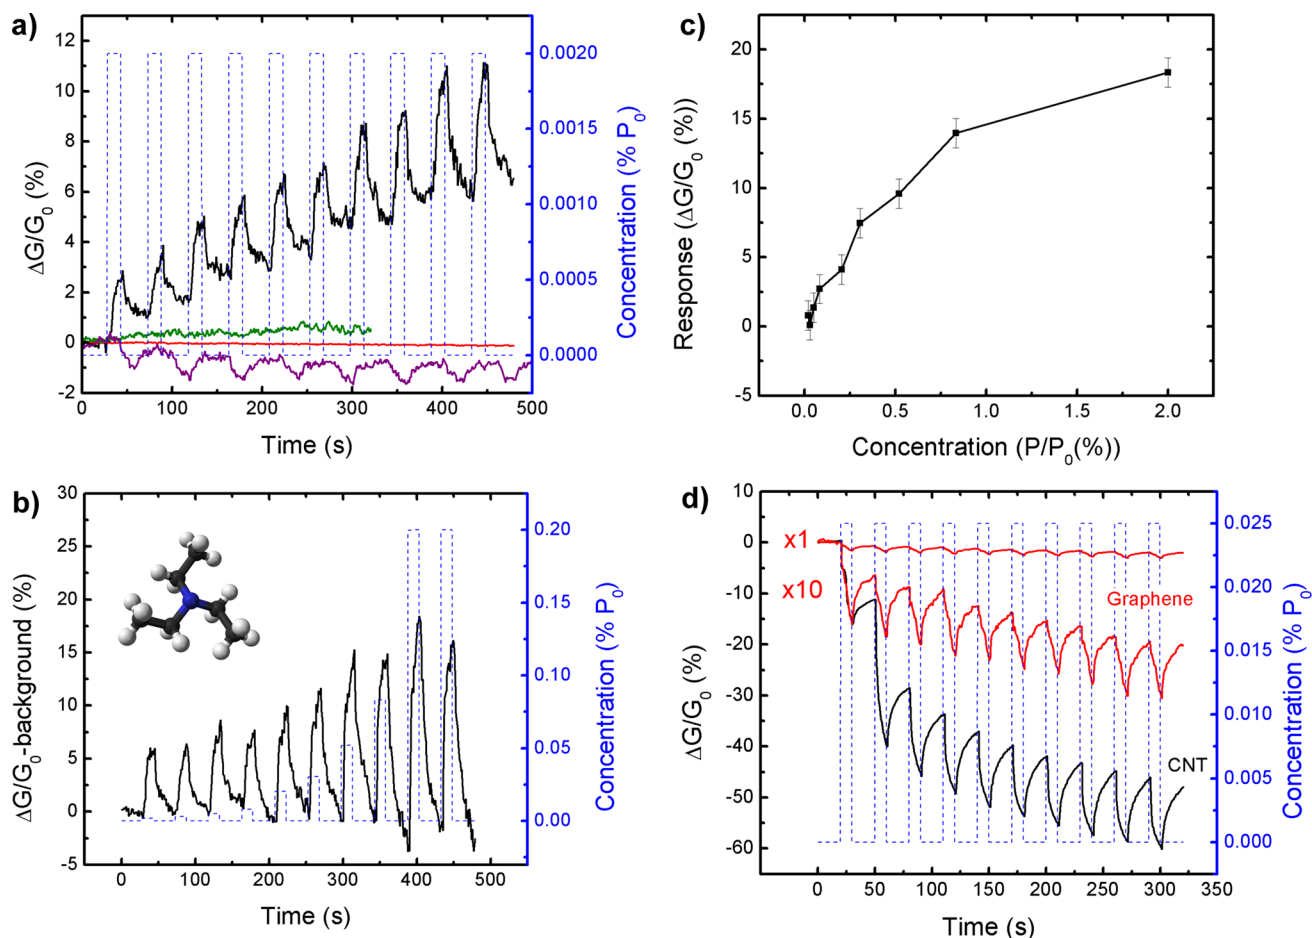 a)
12
10
8
6
4
2
0
-2
ΔG/G0 (%)
0.0020
0.0015
0.0010
0.0005
0.0000
Concentration (% P0)
0 100 200 300 400 500
Time (s)
c)
20
15
10
5
0
-5
Response (ΔG/G0 (%))
0.0 0.5 1.0 1.5 2.0
Concentration (P/P0(%))
b)
30
25
20
15
10
5
0
-5
ΔG/G0-background (%)
0.20
0.15
0.10
0.05
0.00
Concentration (% P0)
0 100 200 300 400 500
Time (s)
d)
10
0
-10
-20
-30
-40
-50
-60
ΔG/G0 (%)
x1
x10
Graphene
CNT
0.025
0.020
0.015
0.010
0.005
0.000
Concentration (% P0)
0 50 100 150 200 250 300 350
Time (s)